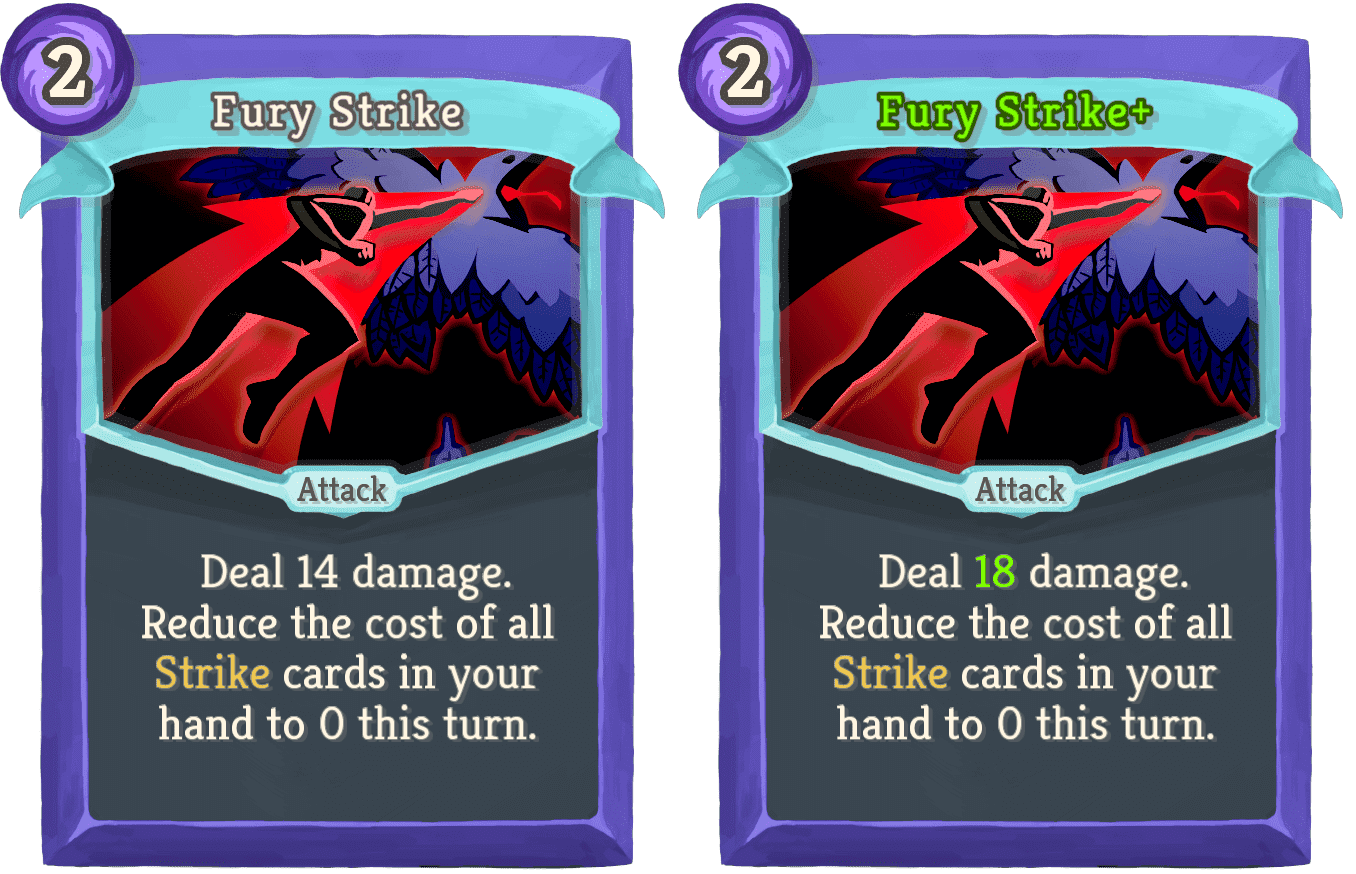 2
Fury Strike
Attack
Deal 14 damage.
Reduce the cost of all
Strike cards in your
hand to 0 this turn.
2
Fury Strike+
Attack
Deal 18 damage.
Reduce the cost of all
Strike cards in your
hand to 0 this turn.